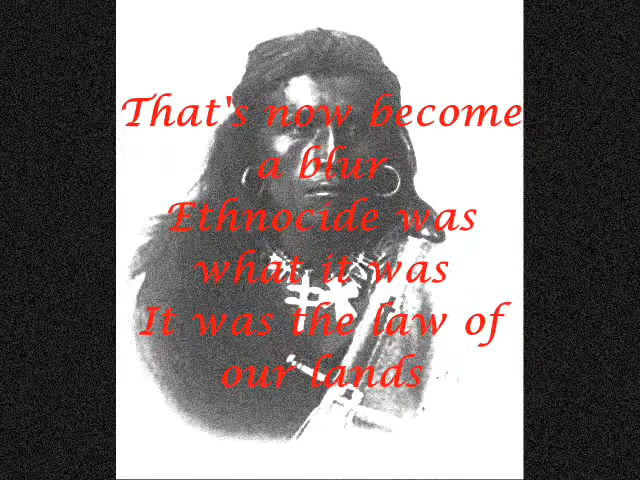 That's now become
a blur
Ethnocide was
what it was
It was the law of
our lands